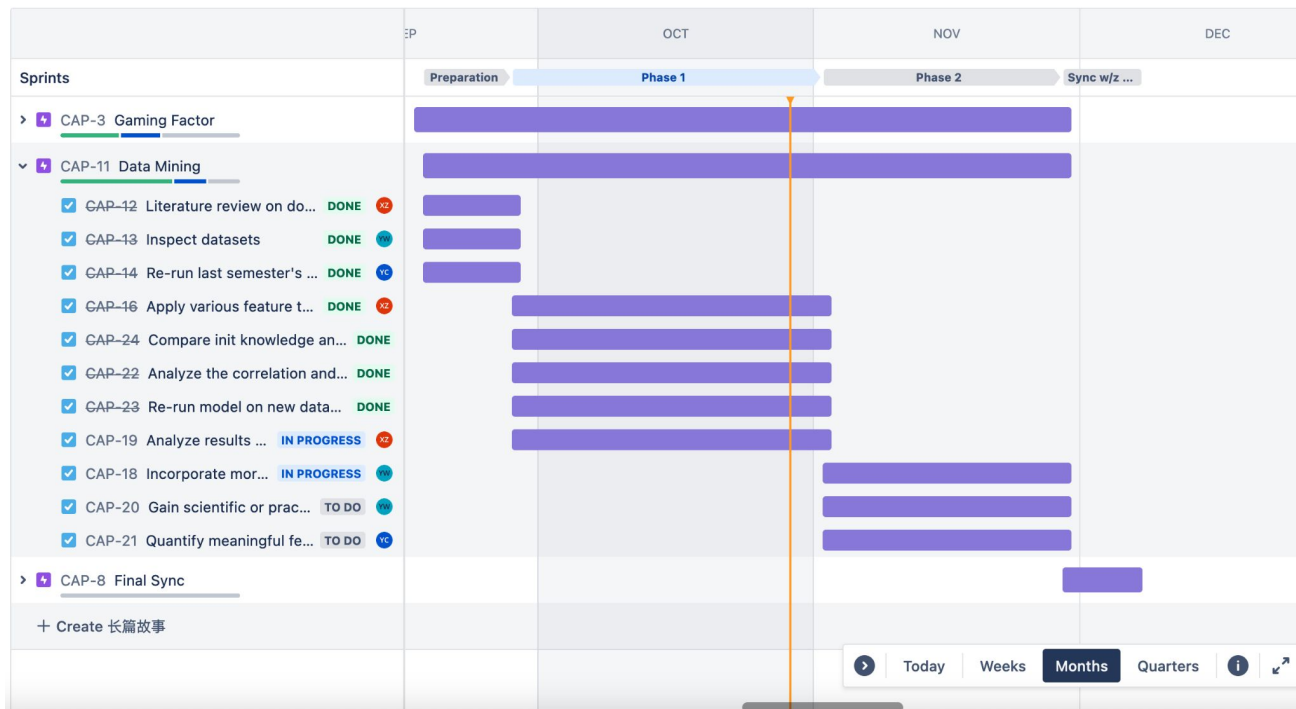 EP OCT NOV DEC
Sprints Preparation Phase 1 Phase 2 Sync w/z ...
CAP-3 Gaming Factor
CAP-11 Data Mining
CAP-12 Literature review on do... DONE XZ
CAP-13 Inspect datasets DONE YW
CAP-14 Re-run last semester's ... DONE YC
CAP-16 Apply various feature t... DONE XZ
CAP-24 Compare init knowledge an... DONE
CAP-22 Analyze the correlation and... DONE
CAP-23 Re-run model on new data... DONE
CAP-19 Analyze results ... IN PROGRESS XZ
CAP-18 Incorporate mor... IN PROGRESS YW
CAP-20 Gain scientific or prac... TO DO YW
CAP-21 Quantify meaningful fe... TO DO YC
CAP-8 Final Sync
+ Create 长篇故事
Today Weeks Months Quarters